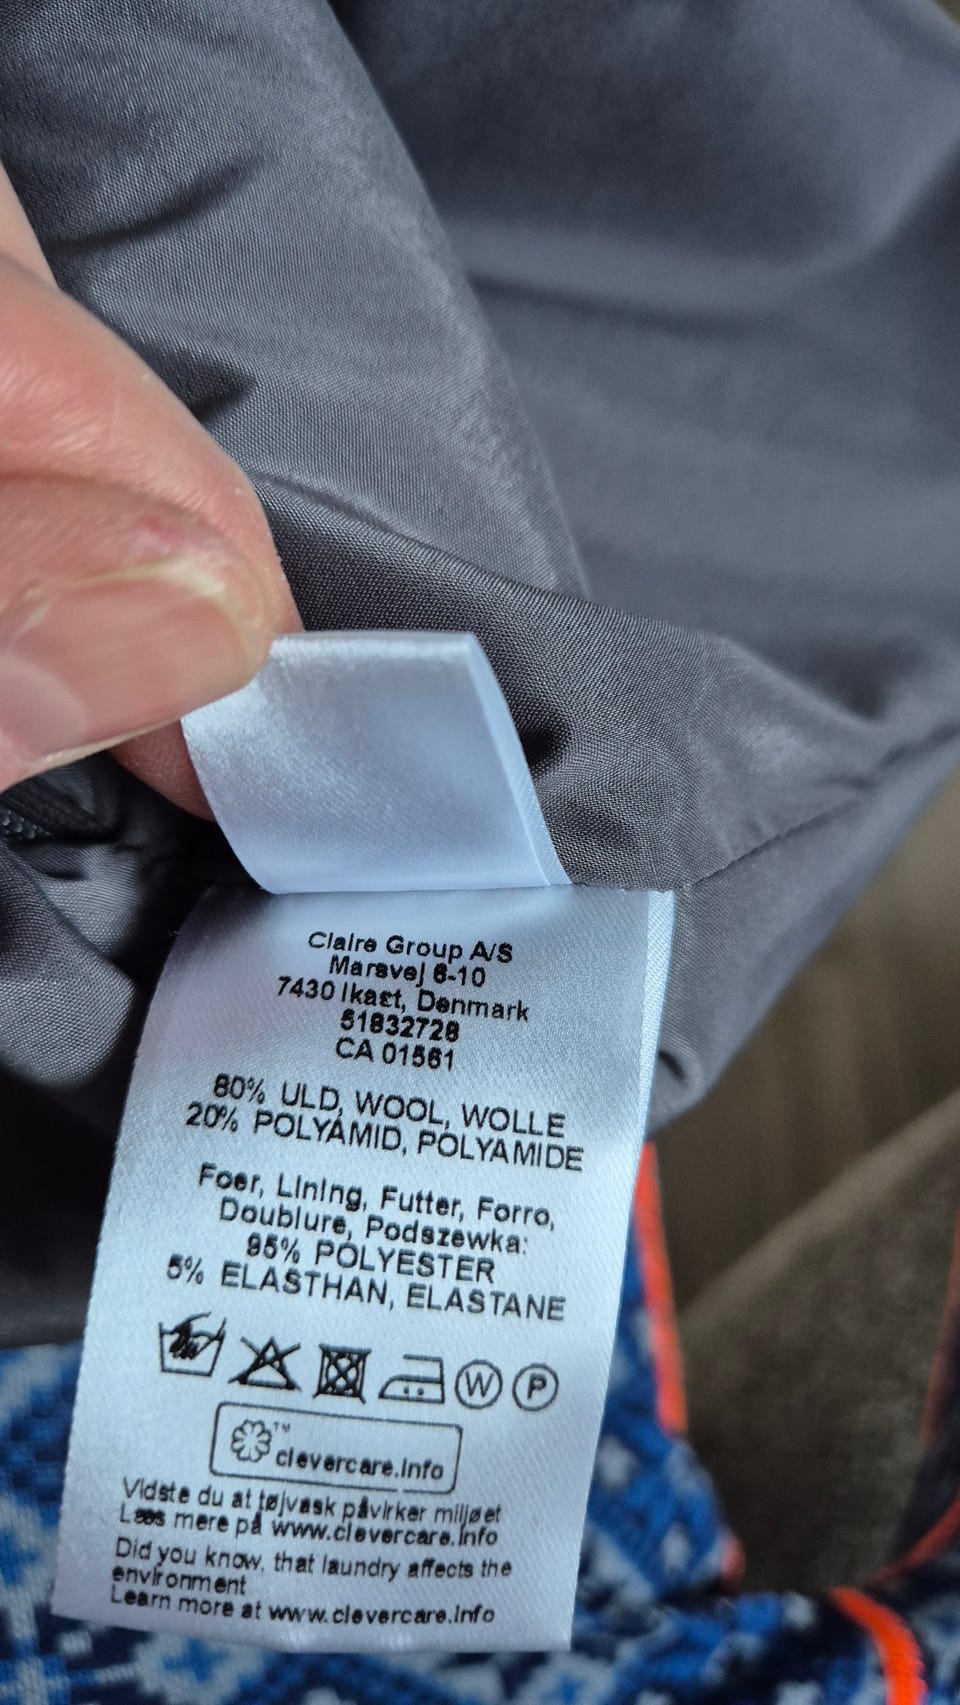 Claire Group A/S
Marsvej 6-10
7430 Ikast, Denmark
51832728
CA 01561
80% ULD, WOOL, WOLLE
20% POLYAMID, POLYAMIDE
Foer, Lining, Futter, Forro,
Doublure, Podszewka:
95% POLYESTER
5% ELASTHAN, ELASTANE
W P
TM
clevercare.info
Vidste du at tøjvask påvirker miljøet
Læs mere på www.clevercare.info
Did you know. that laundry affects the
environment
Learn more at www.clevercare.info